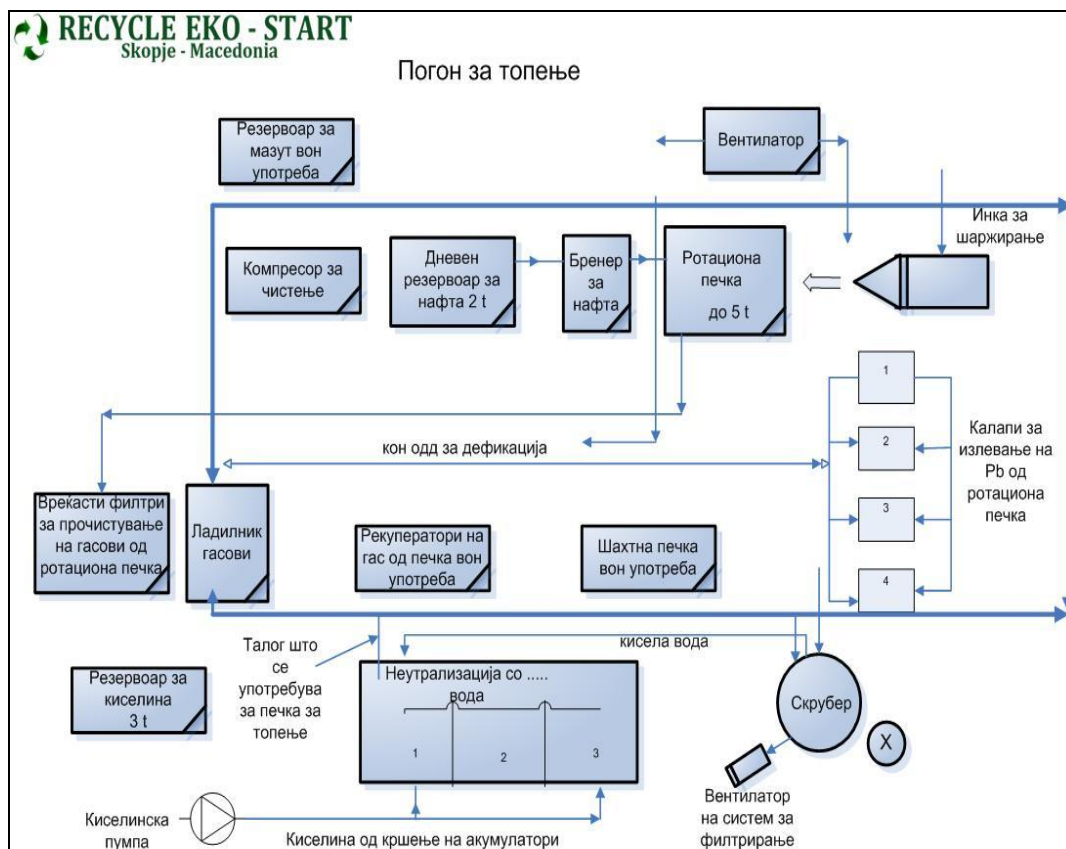 RECYCLE EKO - START
Skopje - Macedonia
Погон за топење
Резервоар за
мазут вон
употреба
Вентилатор
Инка за
шаржирање
Компресор за
чистење
Дневен
резервоар за
нафта 2 t
Бренер
за
нафта
Ротациона
печка
до 5 t
1
2
3
4
Калапи за
излевање на
Pb од
ротациона
печка
кон одд за дефикација
Врeќасти филтри
за прочистување
на гасови од
ротациона печка
Ладилник
гасови
Рекуператори на
гас од печка вон
употреба
Шахтна печка
вон употреба
Талог што
се
употребува
за печка за
топење
кисела вода
Резервоар за
киселина
3 t
Неутрализација со .....
вода
1
2
3
Скрубер
X
Вентилатор
на систем за
филтрирање
Киселинска
пумпа
Киселина од кршење на акумулатори